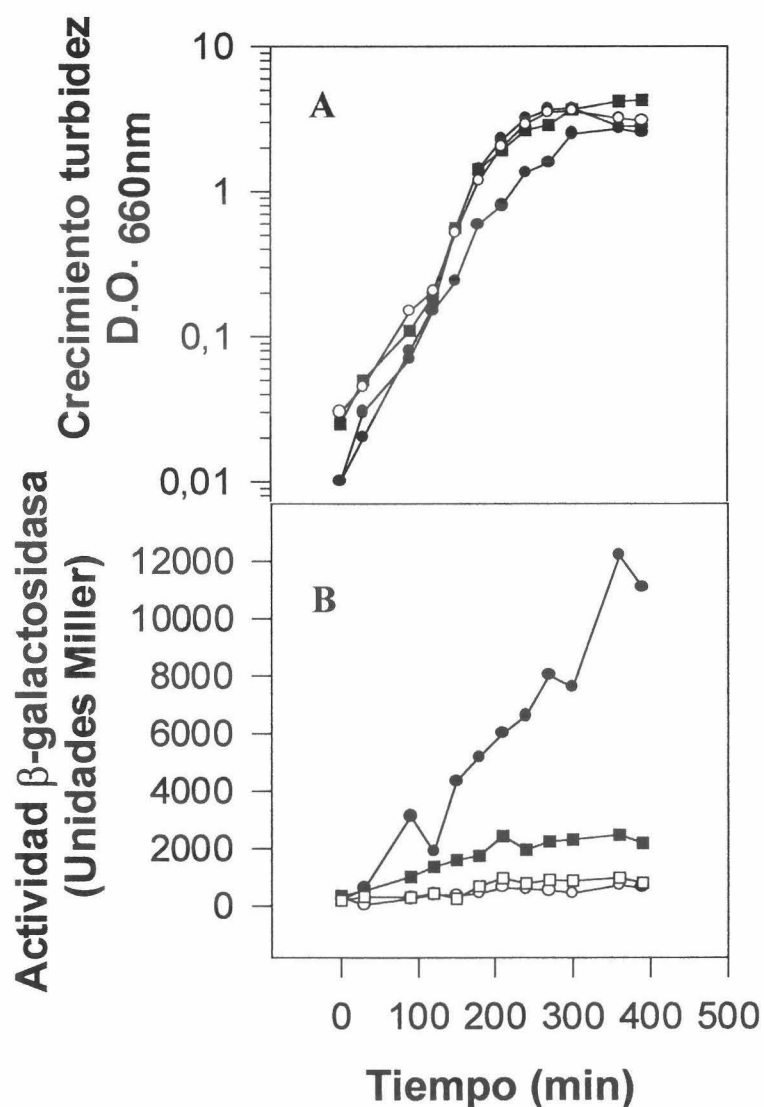 Crecimiento turbidez
D.O. 660nm
10
1
0,1
0,01
A
Actividad β-galactosidasa
(Unidades Miller)
12000
10000
8000
6000
4000
2000
0
B
0 100 200 300 400 500
Tiempo (min)